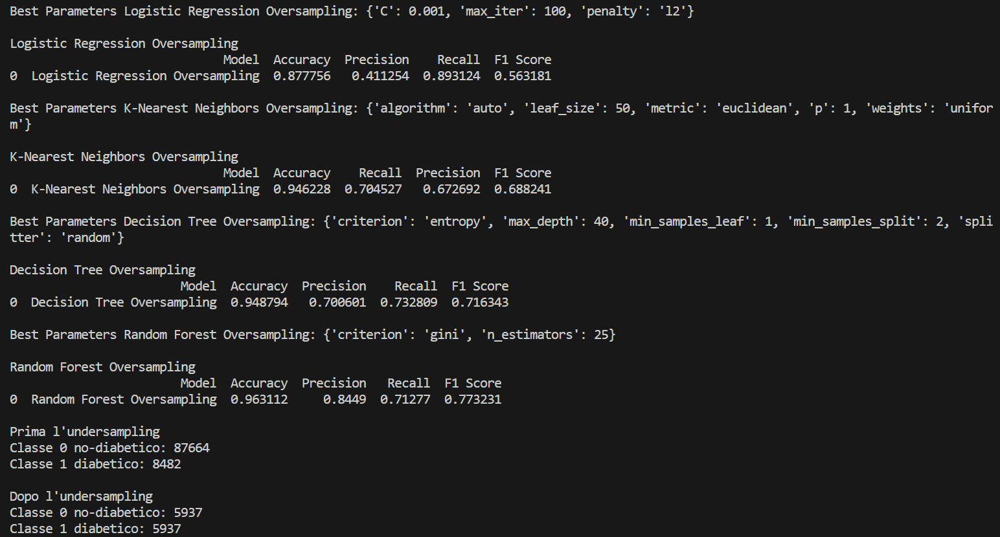 Best Parameters Logistic Regression Oversampling: {'C': 0.001, 'max_iter': 100, 'penalty': 'l2'}
Logistic Regression Oversampling
Model Accuracy Precision Recall F1 Score
0 Logistic Regression Oversampling 0.877756 0.411254 0.893124 0.563181
Best Parameters K-Nearest Neighbors Oversampling: {'algorithm': 'auto', 'leaf_size': 50, 'metric': 'euclidean', 'p': 1, 'weights': 'unifor
m'}
K-Nearest Neighbors Oversampling
Model Accuracy Recall Precision F1 Score
0 K-Nearest Neighbors Oversampling 0.946228 0.704527 0.672692 0.688241
Best Parameters Decision Tree Oversampling: {'criterion': 'entropy', 'max_depth': 40, 'min_samples_leaf': 1, 'min_samples_split': 2, 'spli
tter': 'random'}
Decision Tree Oversampling
Model Accuracy Precision Recall F1 Score
0 Decision Tree Oversampling 0.948794 0.700601 0.732809 0.716343
Best Parameters Random Forest Oversampling: {'criterion': 'gini', 'n_estimators': 25}
Random Forest Oversampling
Model Accuracy Precision Recall F1 Score
0 Random Forest Oversampling 0.963112 0.8449 0.71277 0.773231
Prima l'undersampling
Classe 0 no-diabetico: 87664
Classe 1 diabetico: 8482
Dopo l'undersampling
Classe 0 no-diabetico: 5937
Classe 1 diabetico: 5937